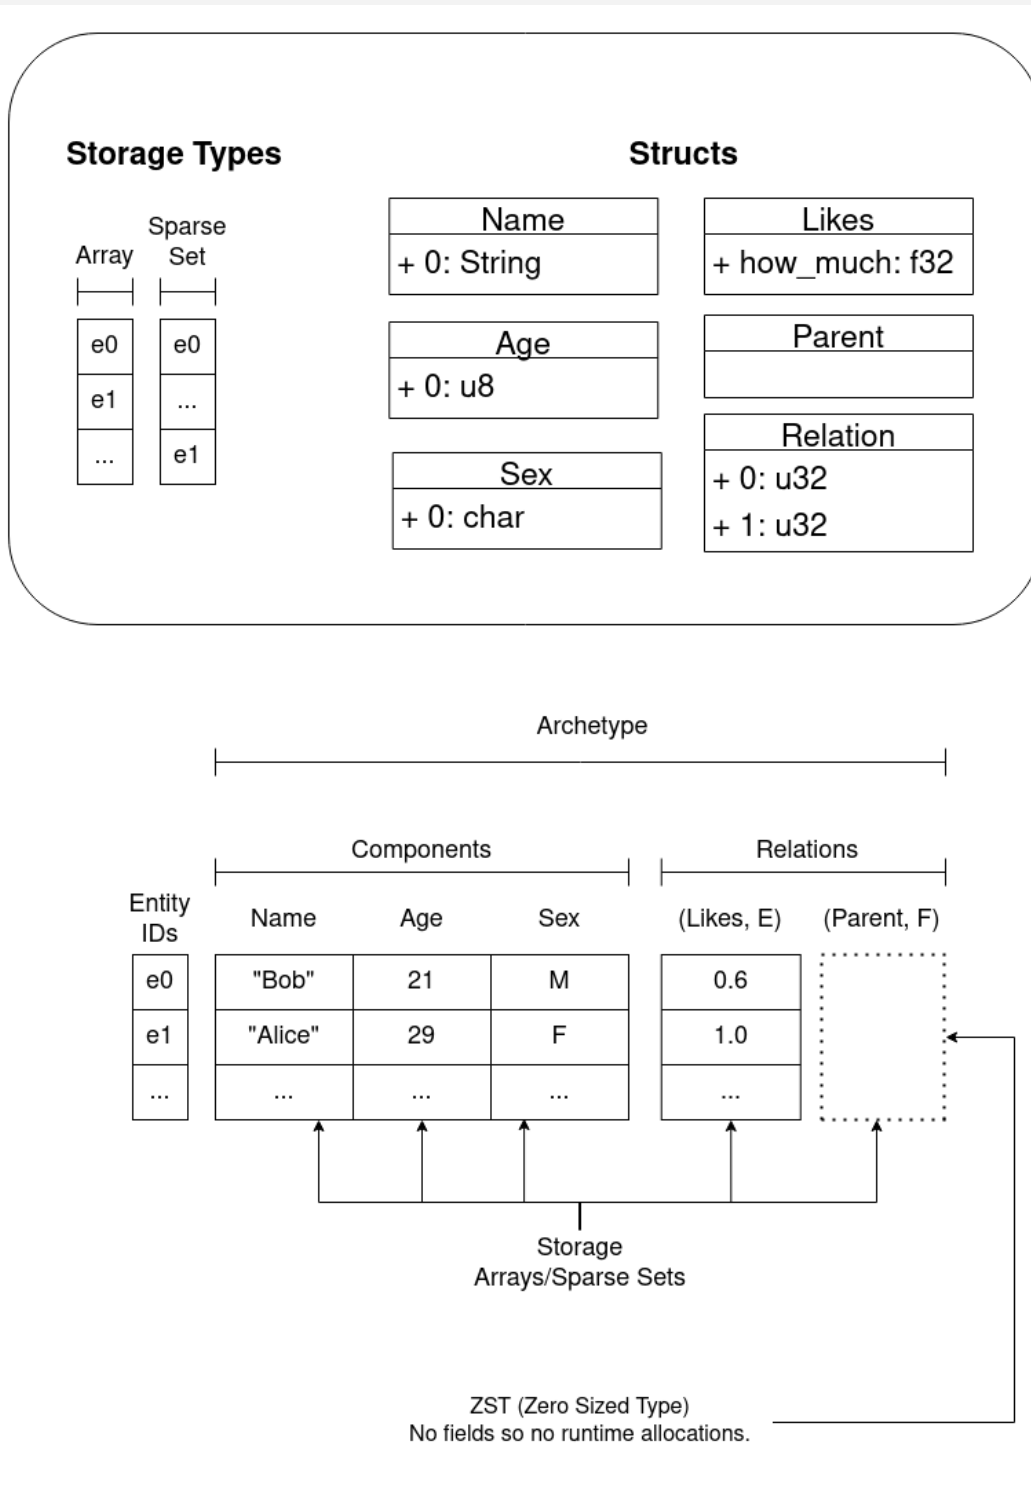 Storage Types
Structs
Array
Sparse
Set
e0
e1
...
e0
...
e1
Name
+ 0: String
Age
+ 0: u8
Sex
+ 0: char
Likes
+ how_much: f32
Parent
Relation
+ 0: u32
+ 1: u32
Archetype
Components
Relations
Entity
IDs
Name
Age
Sex
(Likes, E)
(Parent, F)
e0
"Bob"
21
M
0.6
e1
"Alice"
29
F
1.0
...
...
...
...
...
Storage
Arrays/Sparse Sets
ZST (Zero Sized Type)
No fields so no runtime allocations.